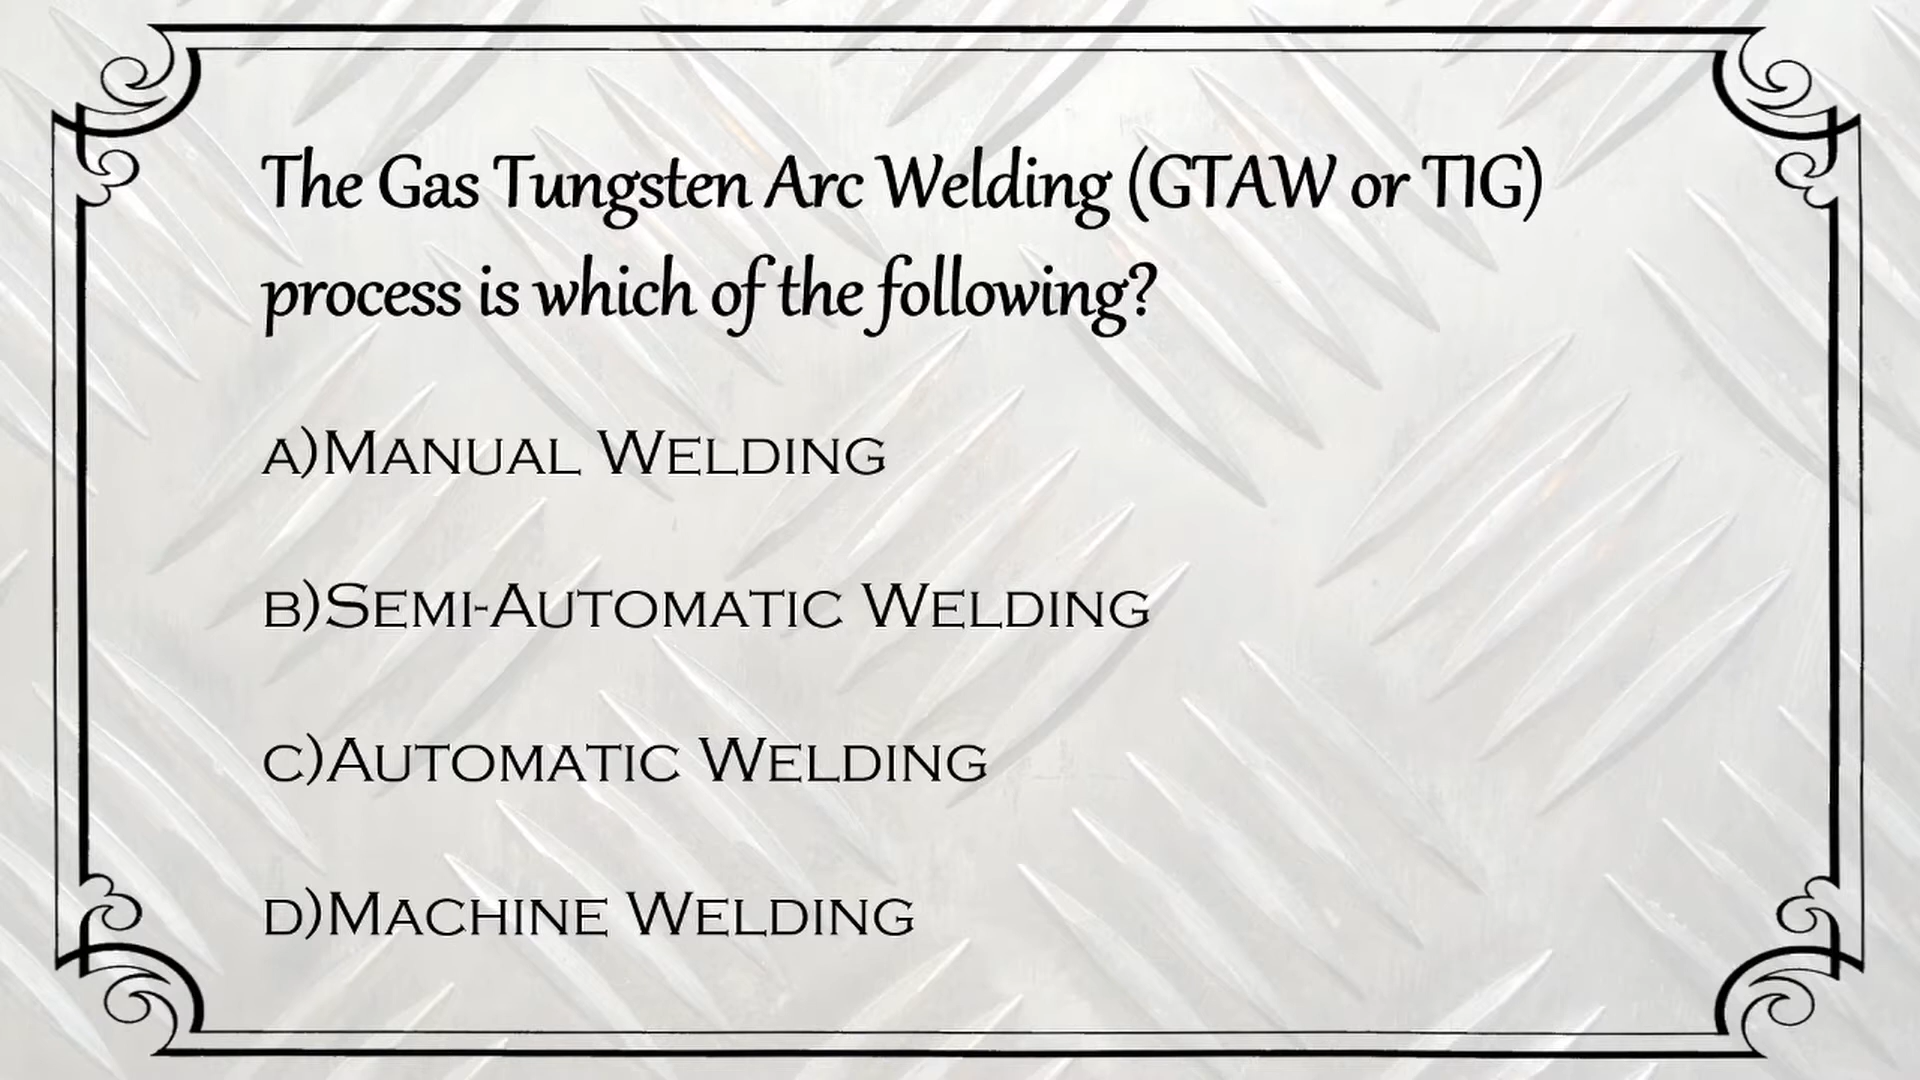 The Gas Tungsten Arc Welding (GTAW or TIG)
process is which of the following?
A)Manual Welding
B)Semi-Automatic Welding
C)Automatic Welding
D)Machine Welding